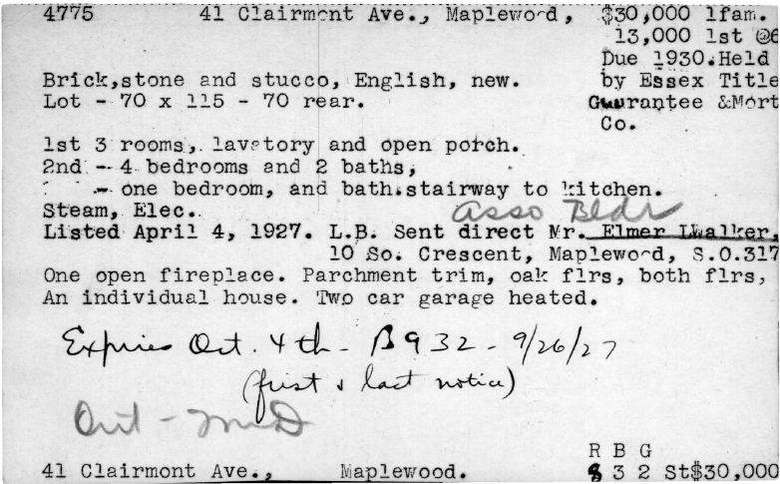 4775 41 Clairmont Ave., Maplewood, $30,000 1fam.
13,000 1st @6
Due 1930.Held
Brick,stone and stucco, English, new. by Essex Title
Lot - 70 x 115 - 70 rear. Guurantee &Mort
Co.
1st 3 rooms, lavatory and open porch.
2nd - 4 bedrooms and 2 baths,
- one bedroom, and bath.stairway to kitchen.
Steam, Elec. asso Bldr
Listed April 4, 1927. L.B. Sent direct Mr. Elmer LWalker,
10 So. Crescent, Maplewood, S.O.317
One open fireplace. Parchment trim, oak flrs, both flrs,
An individual house. Two car garage heated.
Expires Oct. 4th - B932 - 9/26/27
(first & last notice)
Out -
R B G
41 Clairmont Ave., Maplewood. 8 3 2 St$30,000